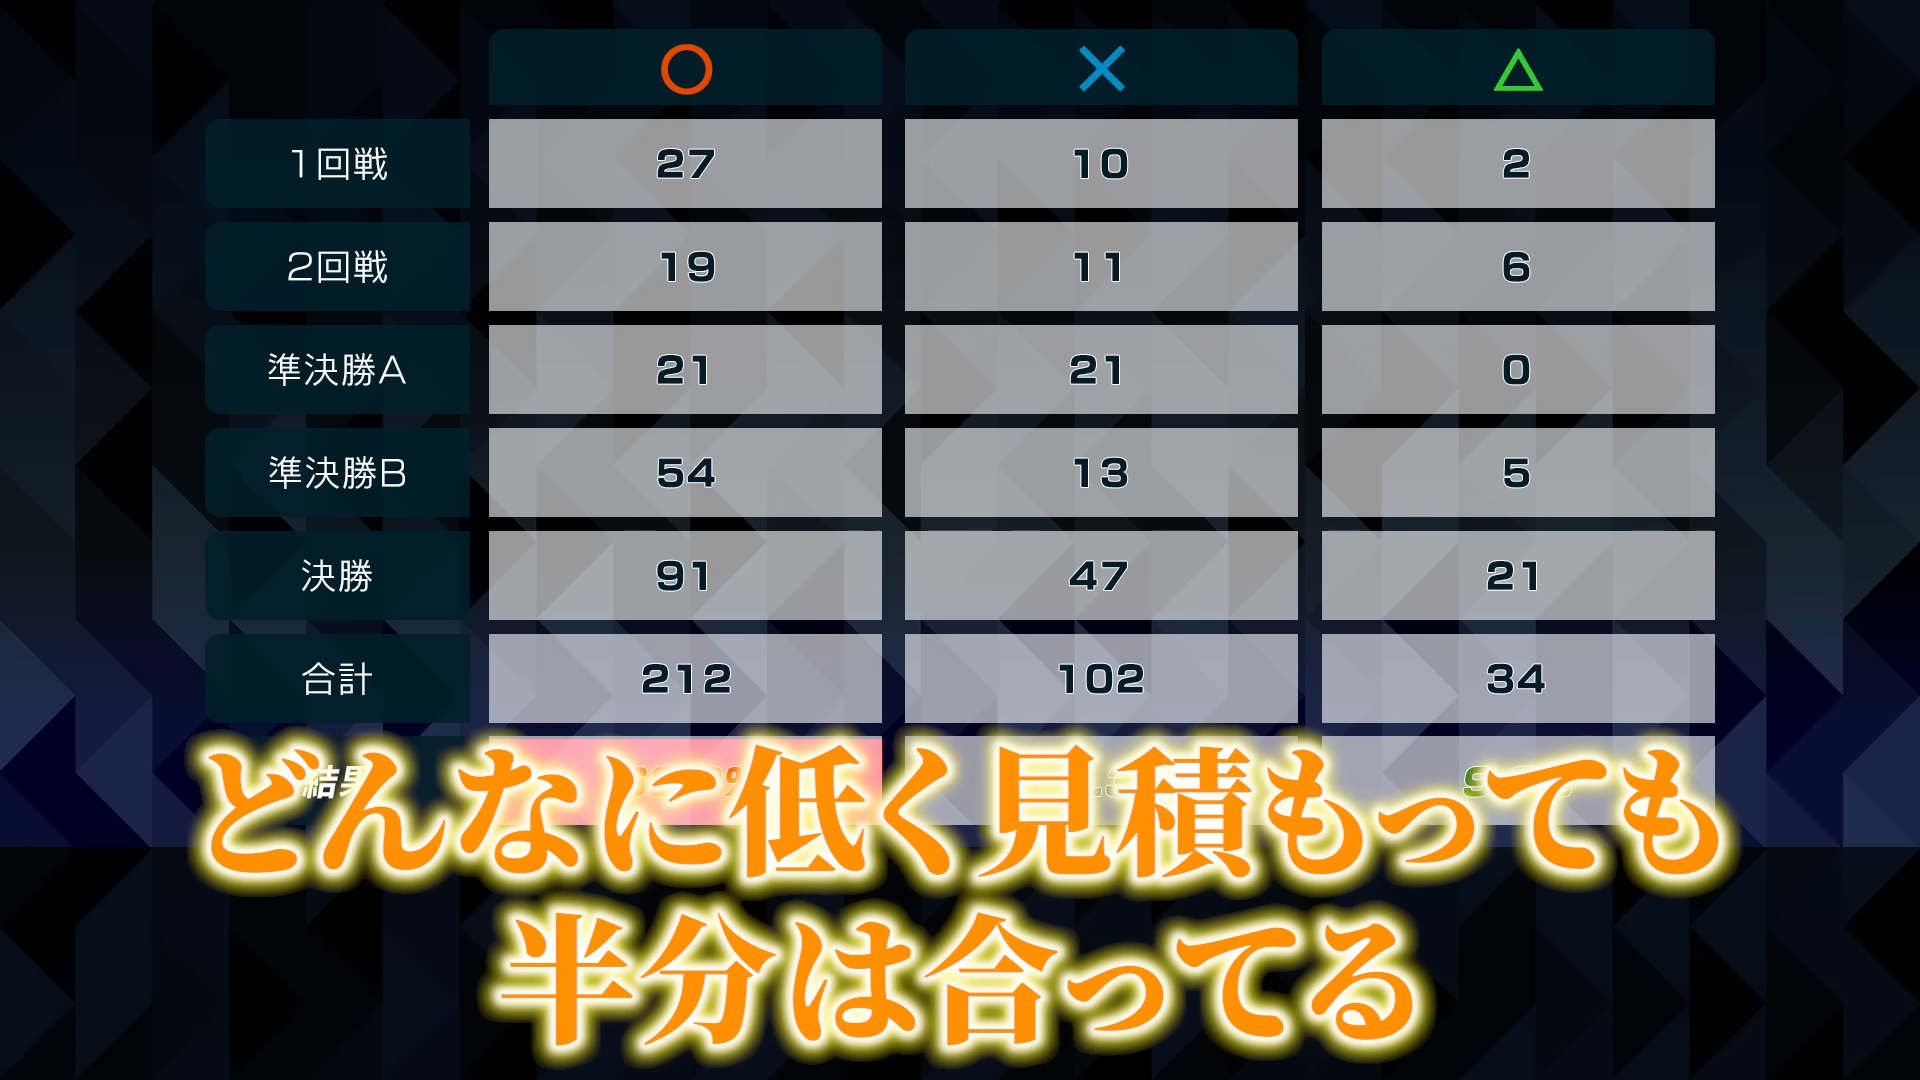 ○ × △
1回戦 27 10 2
2回戦 19 11 6
準決勝A 21 21 0
準決勝B 54 13 5
決勝 91 47 21
合計 212 102 34
結果
どんなに低く見積もっても
半分は合ってる